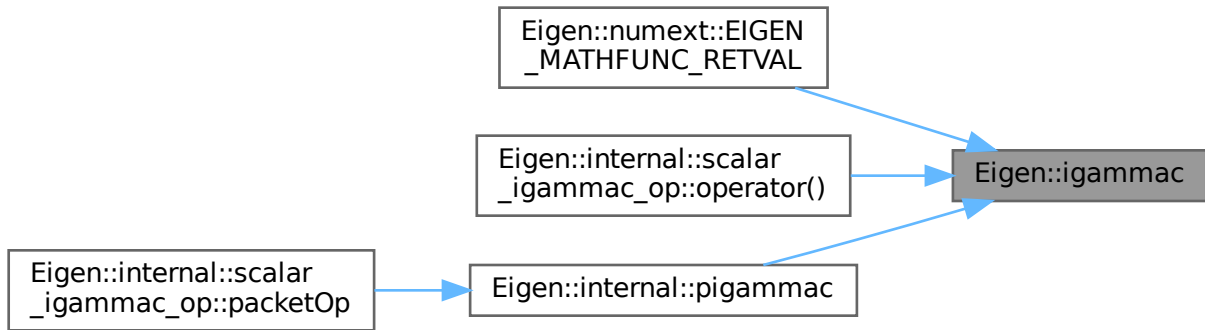 Eigen::numext::EIGEN
_MATHFUNC_RETVAL
Eigen::internal::scalar
_igammac_op::operator()
Eigen::igammac
Eigen::internal::scalar
_igammac_op::packetOp
Eigen::internal::pigammac